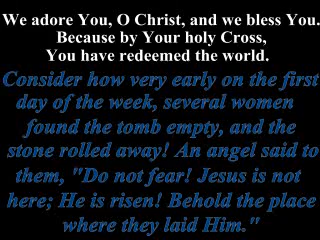 We adore You, O Christ, and we bless You.
Because by Your holy Cross,
You have redeemed the world.
Consider how very early on the first
day of the week, several women
found the tomb empty, and the
stone rolled away! An angel said to
them, "Do not fear! Jesus is not
here; He is risen! Behold the place
where they laid Him."